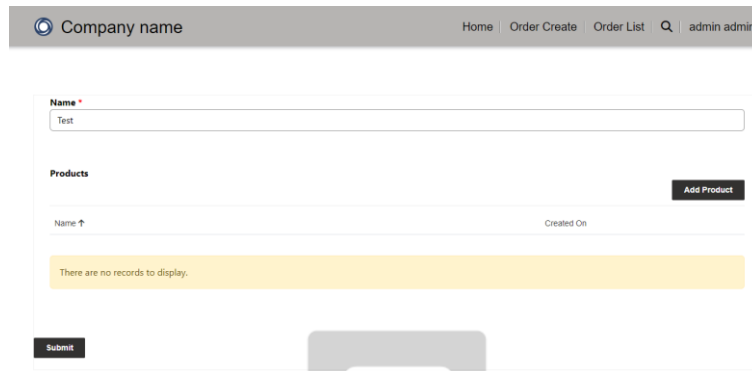 Company name
Home Order Create Order List admin admin
Name *
Test
Products
Add Product
Name ↑ Created On
There are no records to display.
Submit